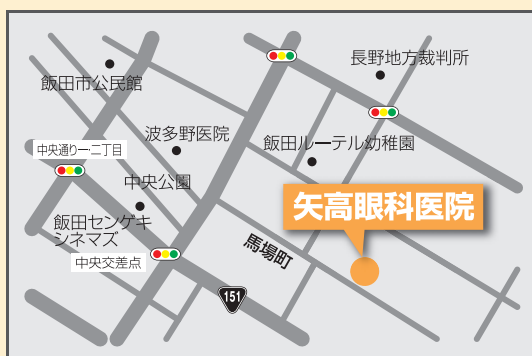 長野地方裁判所
飯田市公民館
波多野医院
飯田ルーテル幼稚園
中央通り一・二丁目
中央公園
矢高眼科医院
飯田センゲキ
シネマズ
馬場町
中央交差点
151